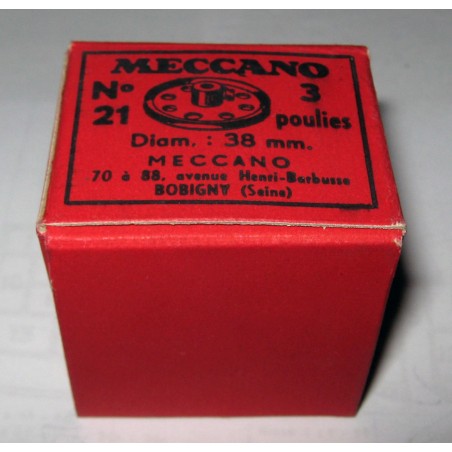 MECCANO
No 3
21 poulies
Diam. : 38 mm.
MECCANO
70 à 88, avenue Henri-Barbusse
BOBIGNY (Seine)